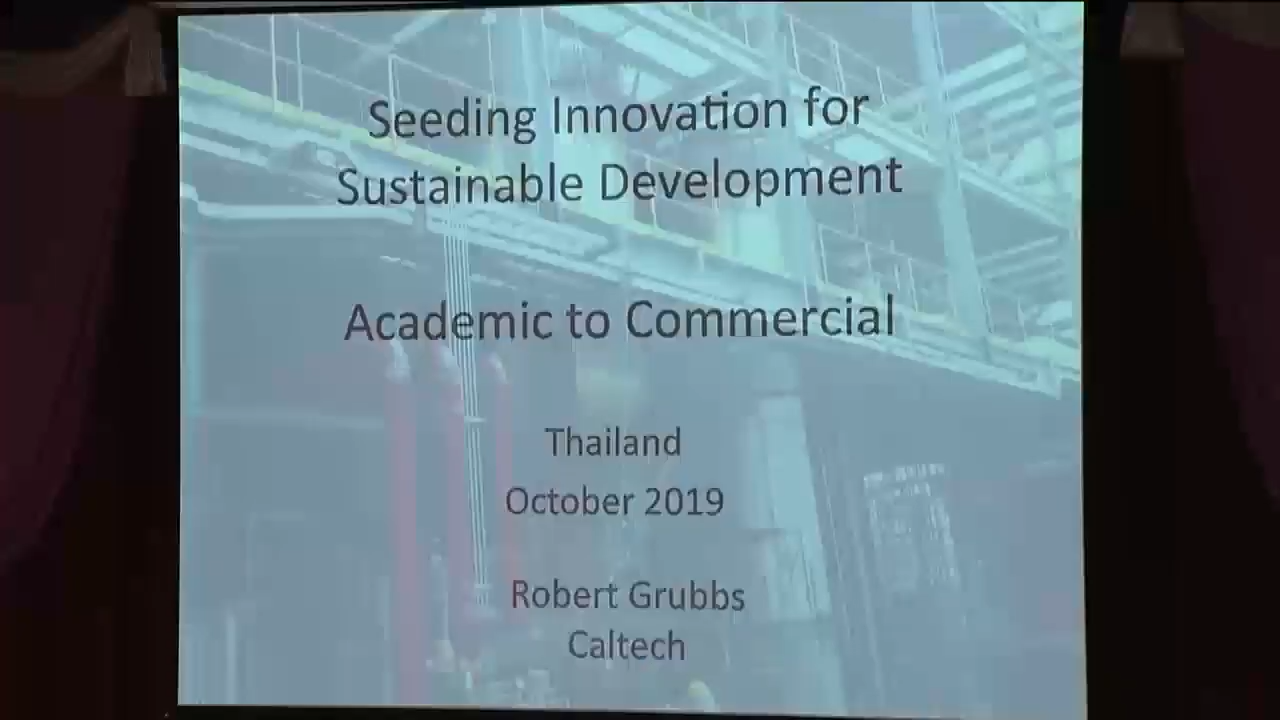 Seeding Innovation for
Sustainable Development
Academic to Commercial
Thailand
October 2019
Robert Grubbs
Caltech